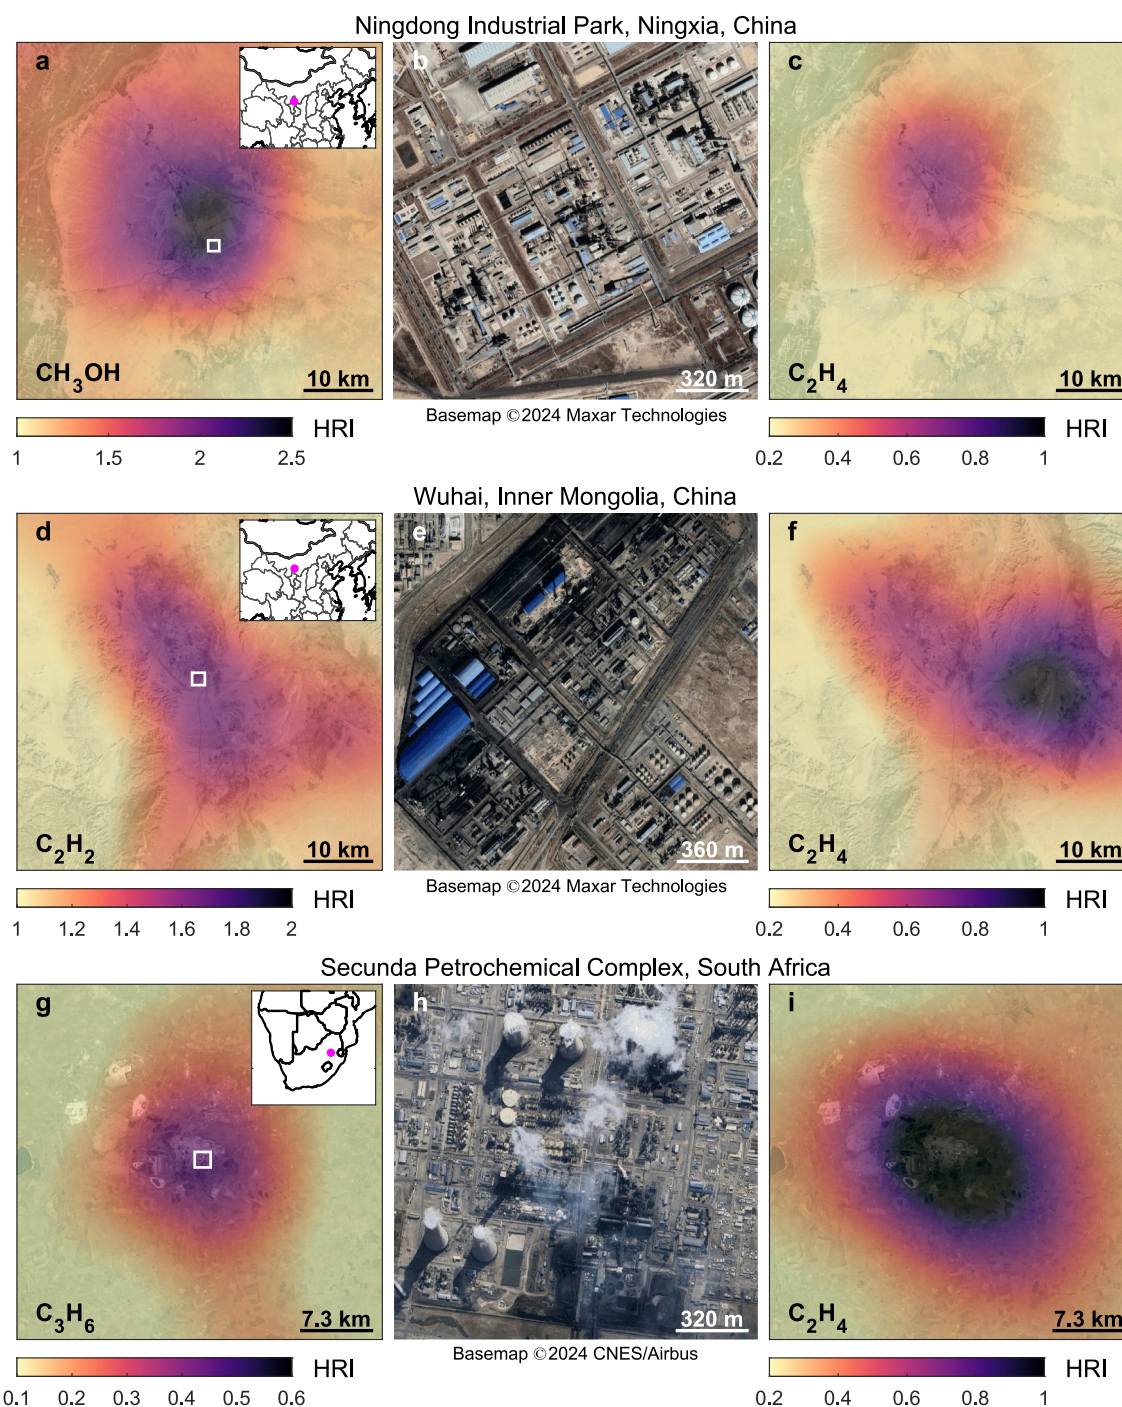 Ningdong Industrial Park, Ningxia, China
a
b
c
CH₃OH
10 km
320 m
C₂H₄
10 km
Basemap ©2024 Maxar Technologies
HRI
1 1.5 2 2.5
HRI
0.2 0.4 0.6 0.8 1
Wuhai, Inner Mongolia, China
d
e
f
C₂H₂
10 km
360 m
C₂H₄
10 km
Basemap ©2024 Maxar Technologies
HRI
1 1.2 1.4 1.6 1.8 2
HRI
0.2 0.4 0.6 0.8 1
Secunda Petrochemical Complex, South Africa
g
h
i
C₃H₆
7.3 km
320 m
C₂H₄
7.3 km
Basemap ©2024 CNES/Airbus
HRI
0.1 0.2 0.3 0.4 0.5 0.6
HRI
0.2 0.4 0.6 0.8 1